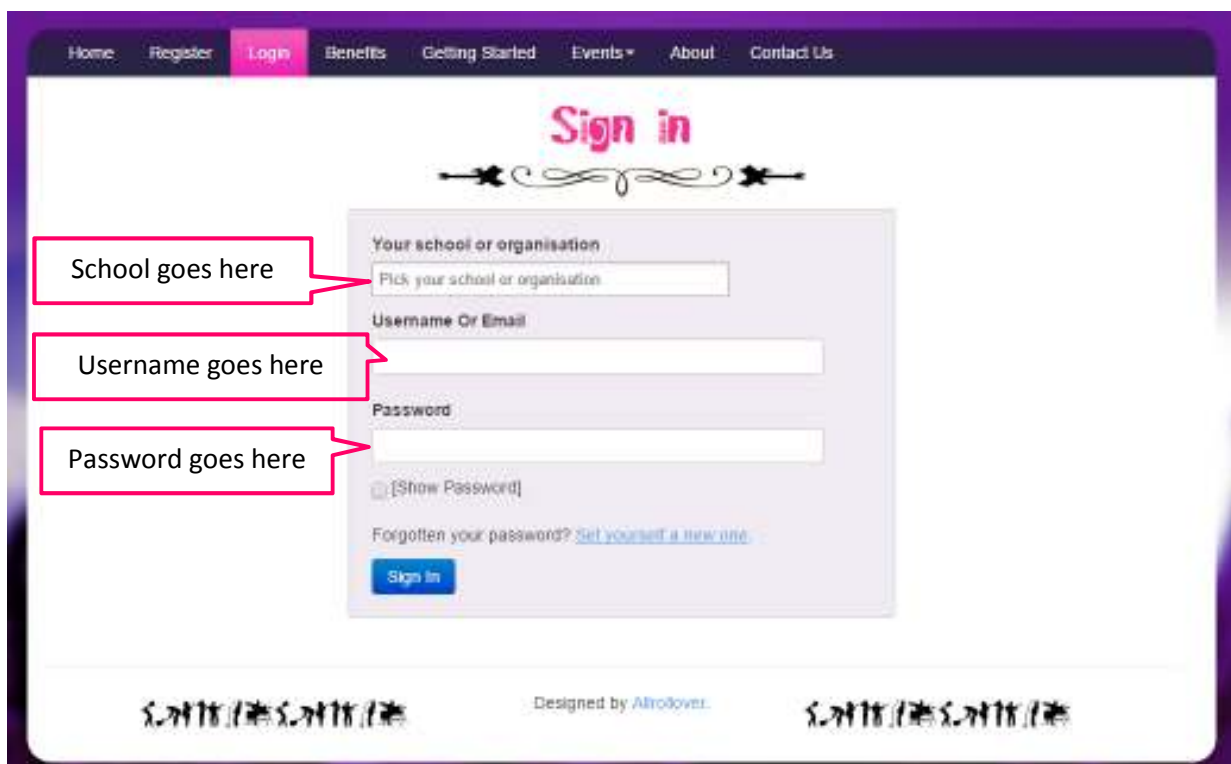 Home Register Login Benefits Getting Started Events About Contact Us
Sign in
Your school or organisation
School goes here
Pick your school or organisation
Username Or Email
Username goes here
Password
Password goes here
[Show Password]
Forgotten your password? Set yourself a new one.
Sign In
Designed by Allrollover.